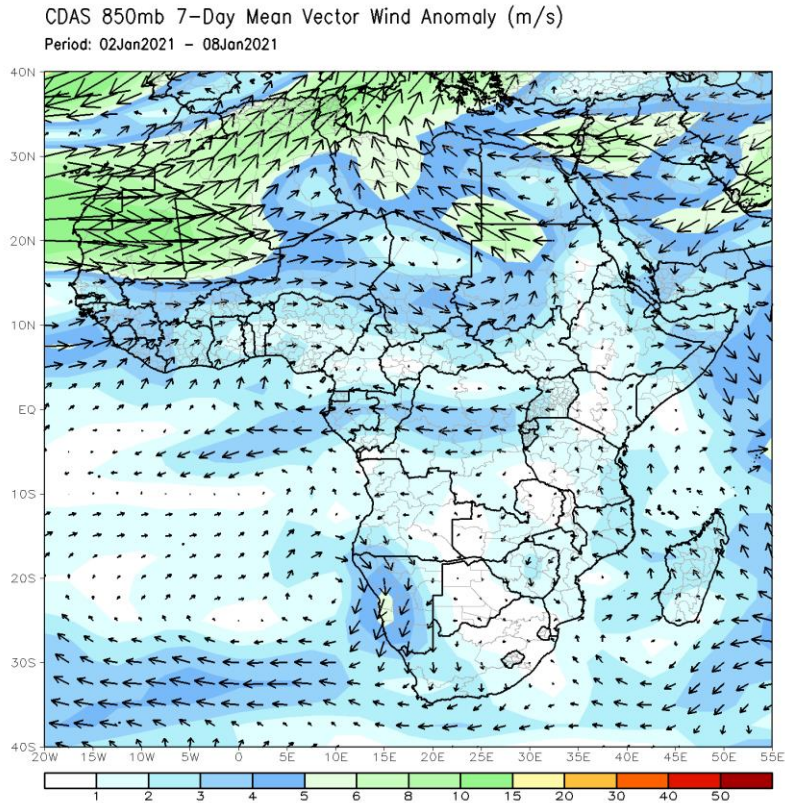 CDAS 850mb 7-Day Mean Vector Wind Anomaly (m/s)
Period: 02Jan2021 - 08Jan2021
40N
30N
20N
10N
EQ
10S
20S
30S
40S
20W 15W 10W 5W 0 5E 10E 15E 20E 25E 30E 35E 40E 45E 50E 55E
1 2 3 4 5 6 8 10 15 20 30 40 50